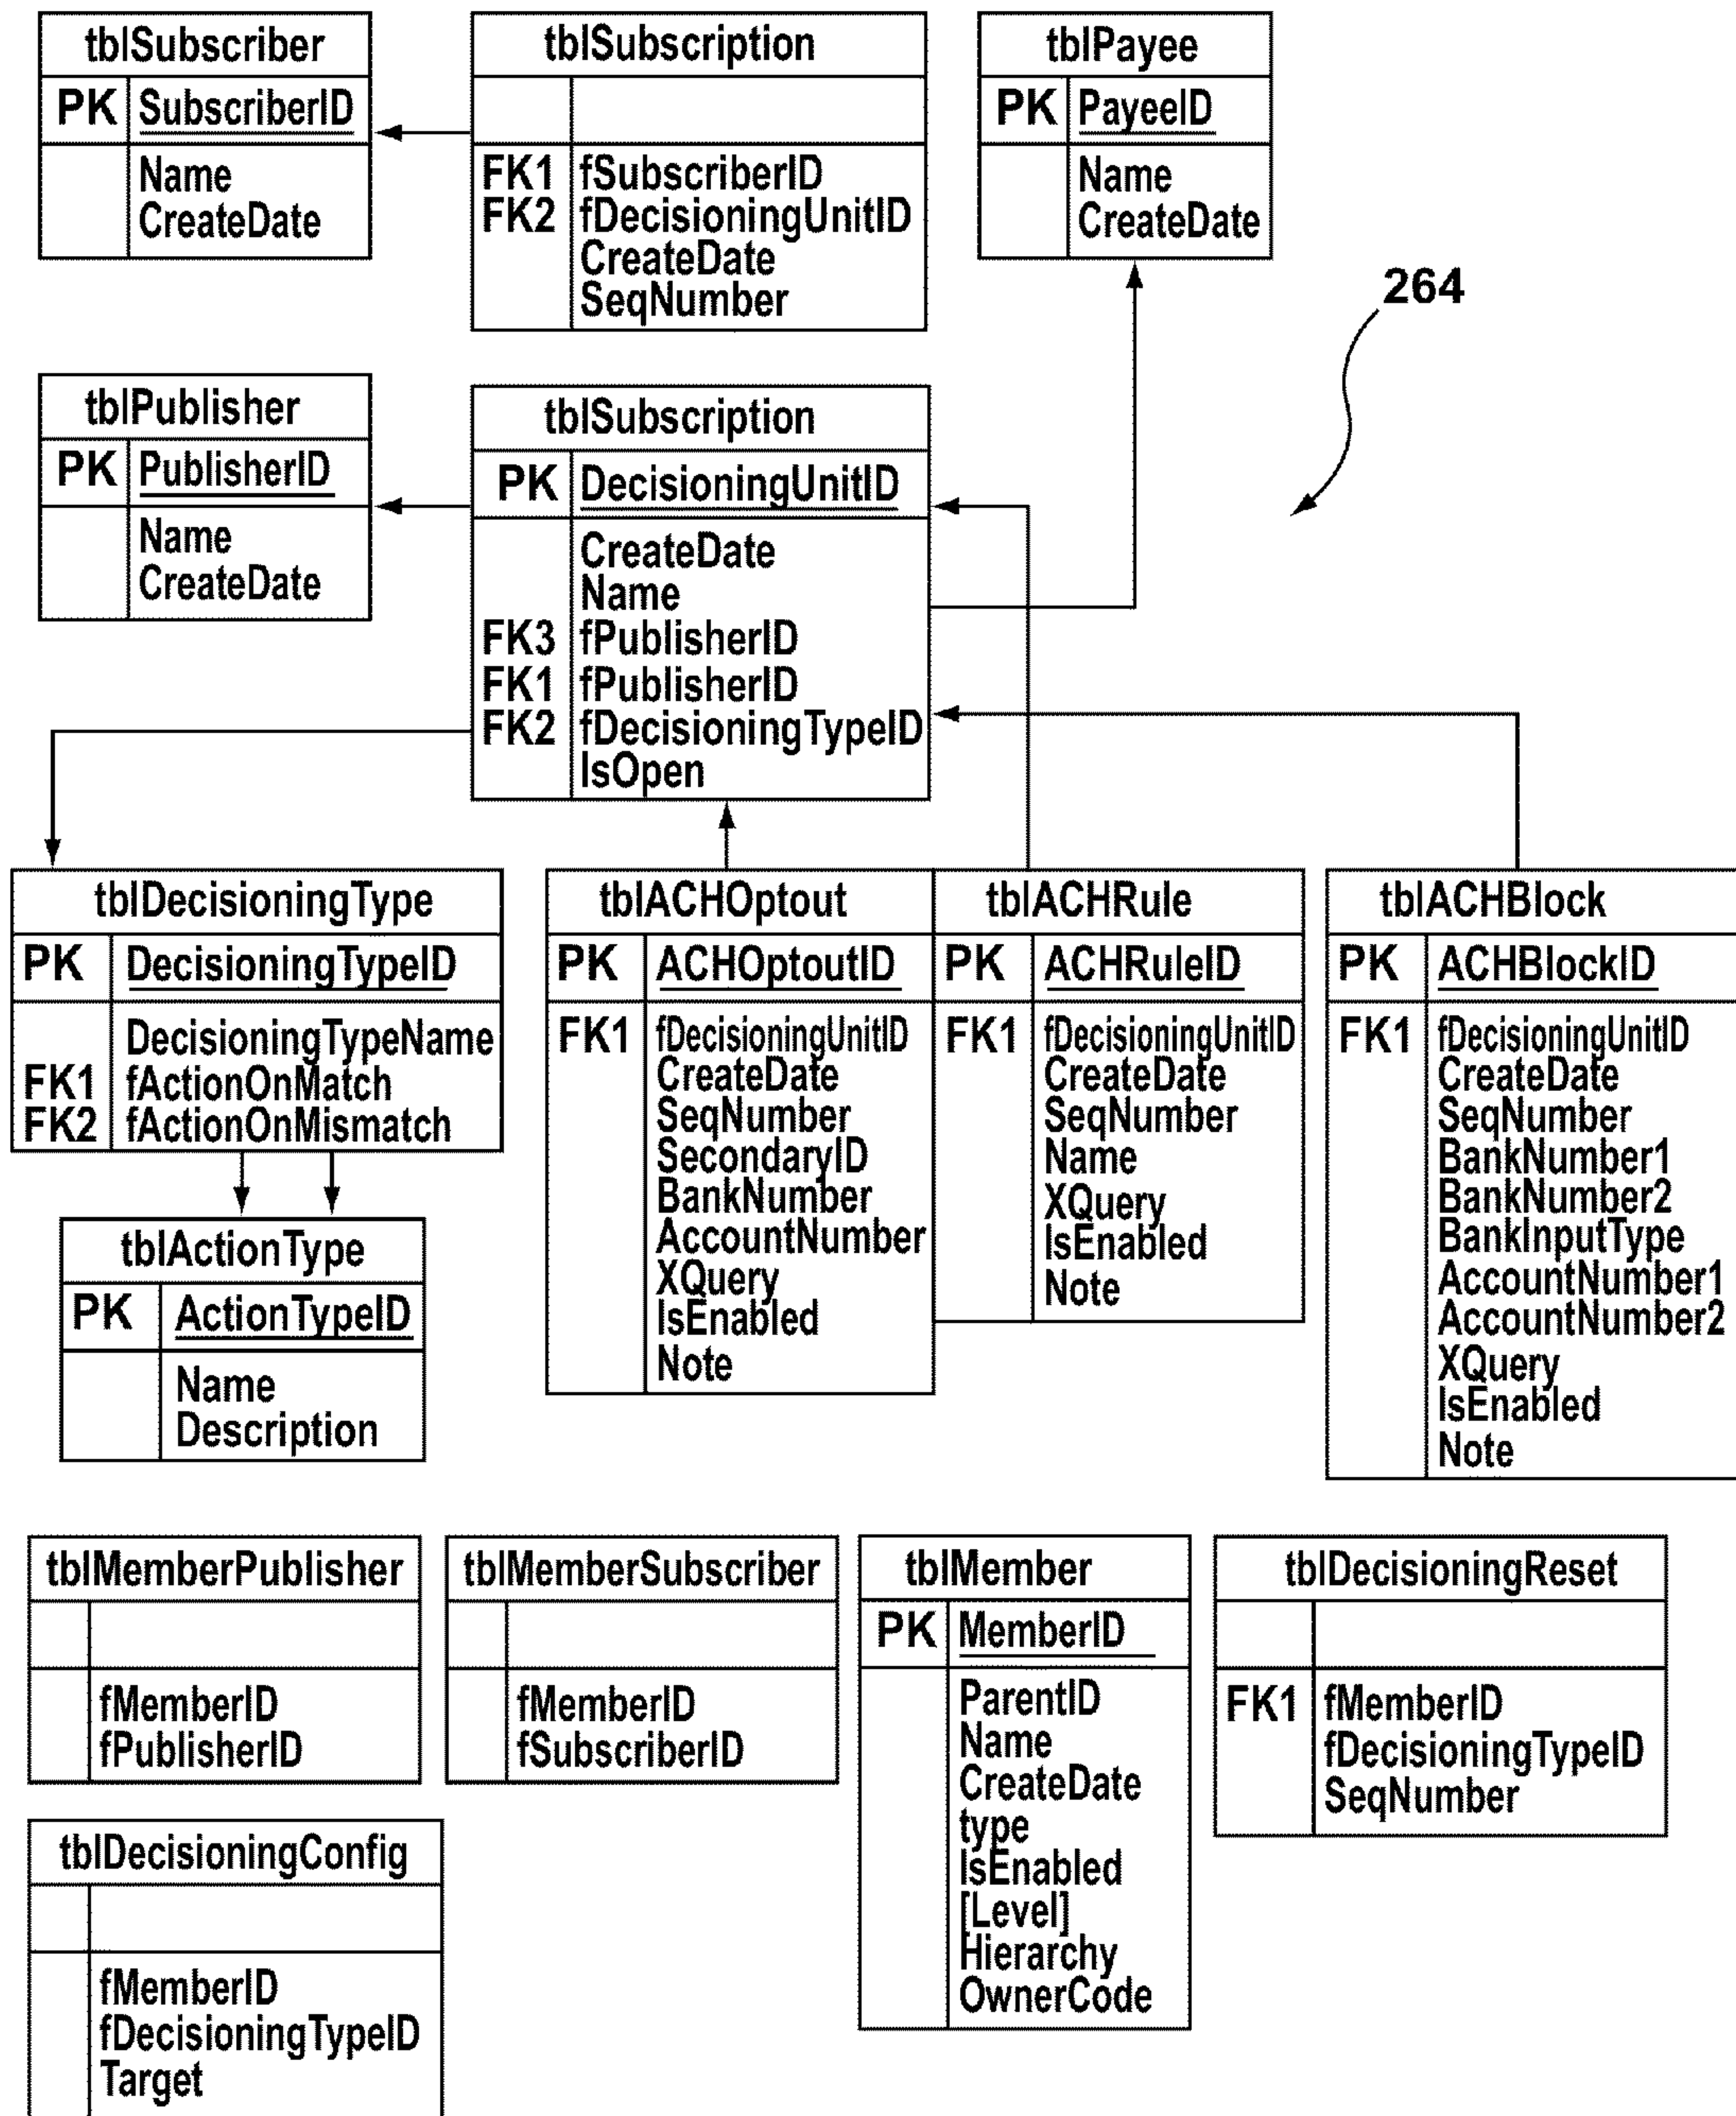 tblSubscriber
PK SubscriberID
Name
CreateDate
tblSubscription
FK1 fSubscriberID
FK2 fDecisioningUnitID
CreateDate
SeqNumber
tblPayee
PK PayeeID
Name
CreateDate
264
tblPublisher
PK PublisherID
Name
CreateDate
tblSubscription
PK DecisioningUnitID
CreateDate
Name
FK3 fPublisherID
FK1 fPublisherID
FK2 fDecisioningTypeID
IsOpen
tblDecisioningType
PK DecisioningTypeID
DecisioningTypeName
FK1 fActionOnMatch
FK2 fActionOnMismatch
tblACHOptout
PK ACHOptoutID
FK1 fDecisioningUnitID
CreateDate
SeqNumber
SecondaryID
BankNumber
AccountNumber
XQuery
IsEnabled
Note
tblACHRule
PK ACHRuleID
FK1 fDecisioningUnitID
CreateDate
SeqNumber
Name
XQuery
IsEnabled
Note
tblACHBlock
PK ACHBlockID
FK1 fDecisioningUnitID
CreateDate
SeqNumber
BankNumber1
BankNumber2
BankInputType
AccountNumber1
AccountNumber2
XQuery
IsEnabled
Note
tblActionType
PK ActionTypeID
Name
Description
tblMemberPublisher
fMemberID
fPublisherID
tblMemberSubscriber
fMemberID
fSubscriberID
tblMember
PK MemberID
ParentID
Name
CreateDate
type
IsEnabled
[Level]
Hierarchy
OwnerCode
tblDecisioningReset
FK1 fMemberID
fDecisioningTypeID
SeqNumber
tblDecisioningConfig
fMemberID
fDecisioningTypeID
Target